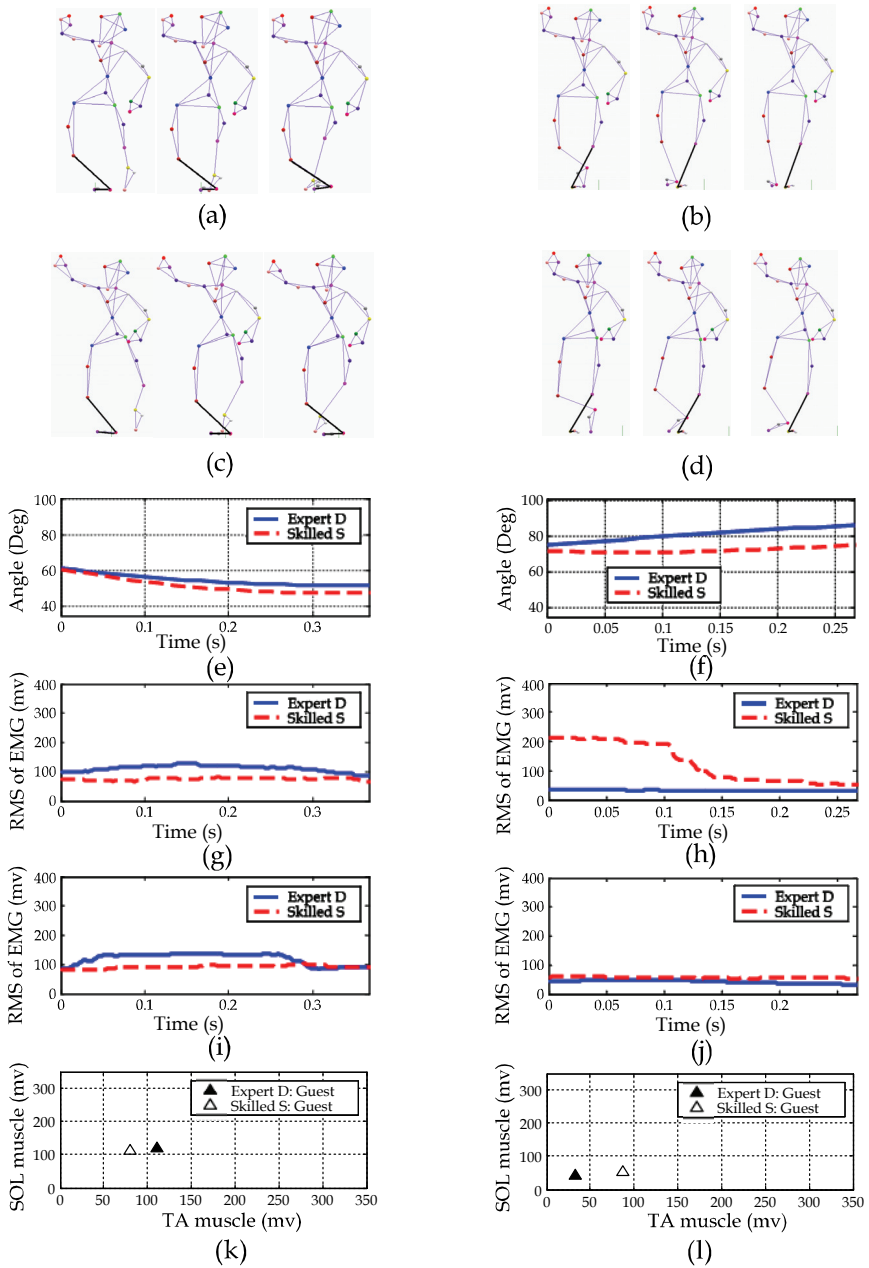 (a)
(b)
(c)
(d)
Angle (Deg)
100
80
60
40
Expert D
Skilled S
0
0.1
0.2
0.3
Time (s)
(e)
Angle (Deg)
100
80
60
40
Expert D
Skilled S
0
0.05
0.1
0.15
0.2
0.25
Time (s)
(f)
RMS of EMG (mv)
400
300
200
100
0
Expert D
Skilled S
0
0.1
0.2
0.3
Time (s)
(g)
RMS of EMG (mv)
400
300
200
100
0
Expert D
Skilled S
0
0.05
0.1
0.15
0.2
0.25
Time (s)
(h)
RMS of EMG (mv)
400
300
200
100
0
Expert D
Skilled S
0
0.1
0.2
0.3
Time (s)
(i)
RMS of EMG (mv)
400
300
200
100
0
Expert D
Skilled S
0
0.05
0.1
0.15
0.2
0.25
Time (s)
(j)
SOL muscle (mv)
300
200
100
0
Expert D: Guest
Skilled S: Guest
0
50
100
150
200
250
300
350
TA muscle (mv)
(k)
SOL muscle (mv)
300
200
100
0
Expert D: Guest
Skilled S: Guest
0
50
100
150
200
250
300
350
TA muscle (mv)
(l)